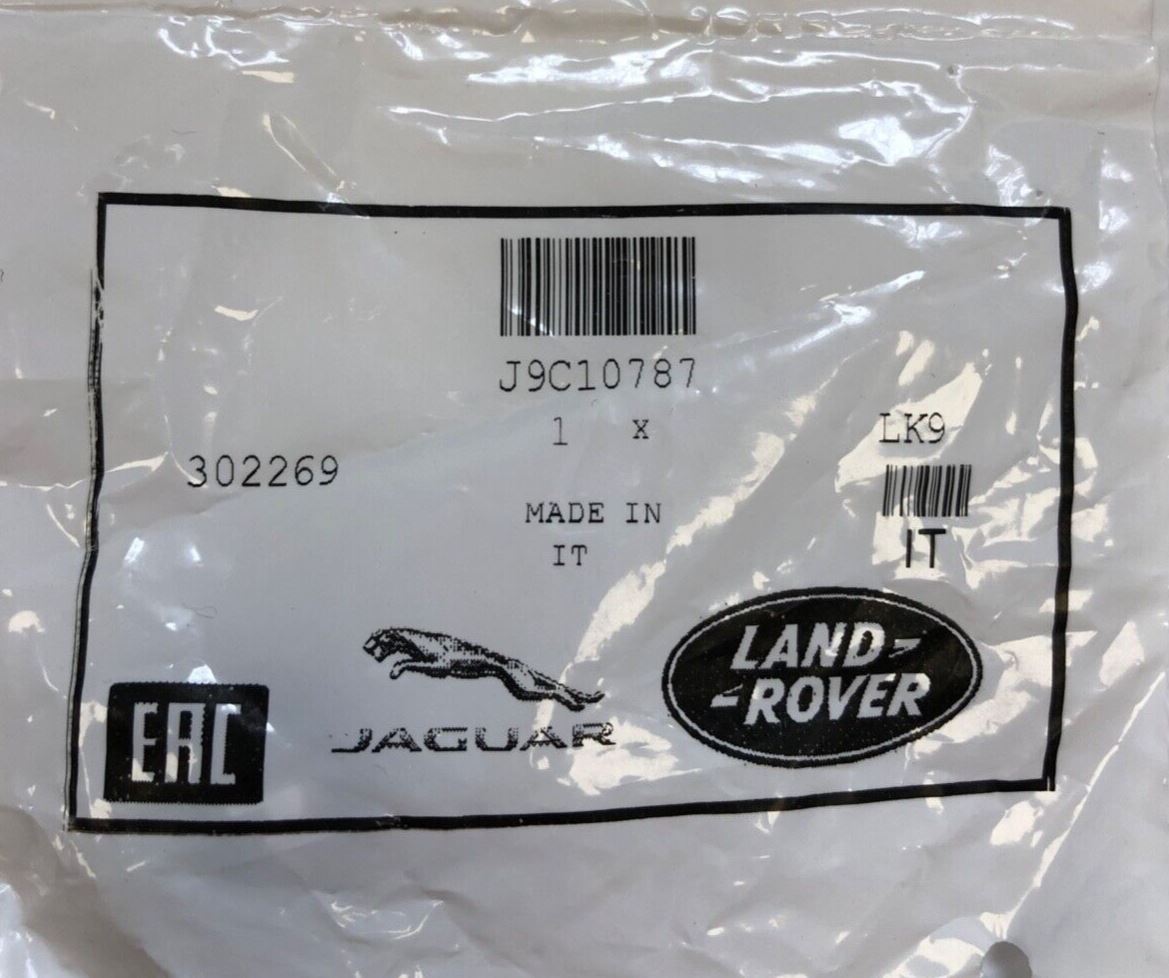 J9C10787
1 X
LK9
302269
MADE IN
IT
IT
EAC
JAGUAR
LAND-
-ROVER